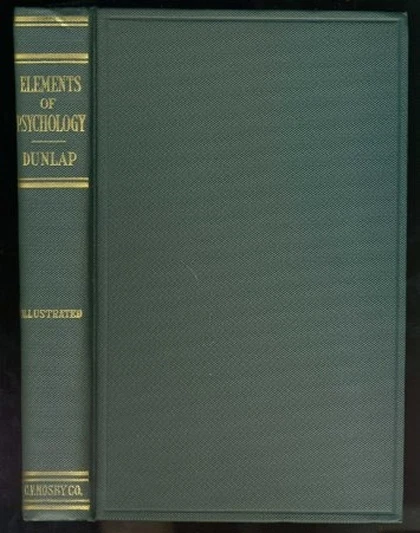 ELEMENTS
OF
PSYCHOLOGY
DUNLAP
ILLUSTRATED
C.V. MOSBY CO.